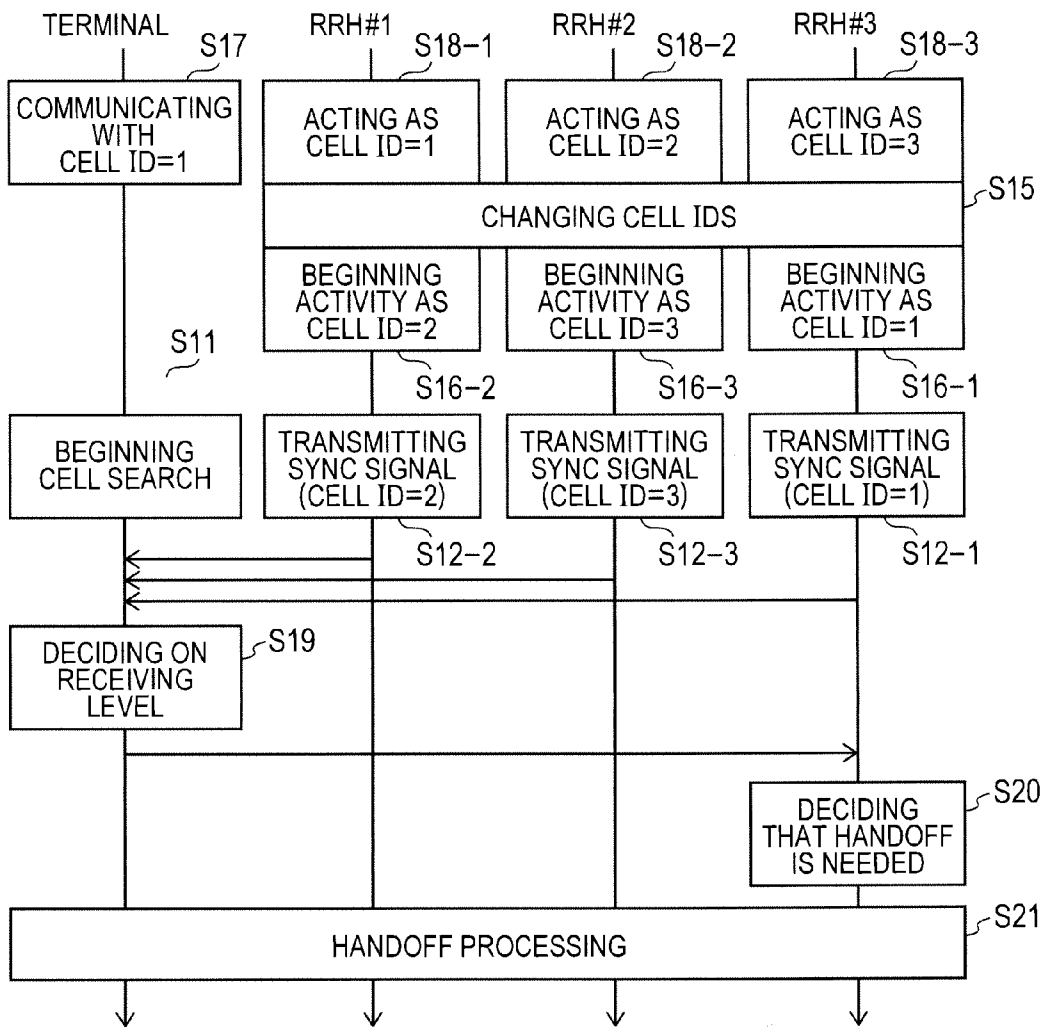 TERMINAL
RRH#1
RRH#2
RRH#3
S17
S18-1
S18-2
S18-3
COMMUNICATING
WITH
CELL ID=1
ACTING AS
CELL ID=1
ACTING AS
CELL ID=2
ACTING AS
CELL ID=3
S15
CHANGING CELL IDS
BEGINNING
ACTIVITY AS
CELL ID=2
BEGINNING
ACTIVITY AS
CELL ID=3
BEGINNING
ACTIVITY AS
CELL ID=1
S11
S16-2
S16-3
S16-1
BEGINNING
CELL SEARCH
TRANSMITTING
SYNC SIGNAL
(CELL ID=2)
TRANSMITTING
SYNC SIGNAL
(CELL ID=3)
TRANSMITTING
SYNC SIGNAL
(CELL ID=1)
S12-2
S12-3
S12-1
S19
DECIDING ON
RECEIVING
LEVEL
S20
DECIDING
THAT HANDOFF
IS NEEDED
S21
HANDOFF PROCESSING